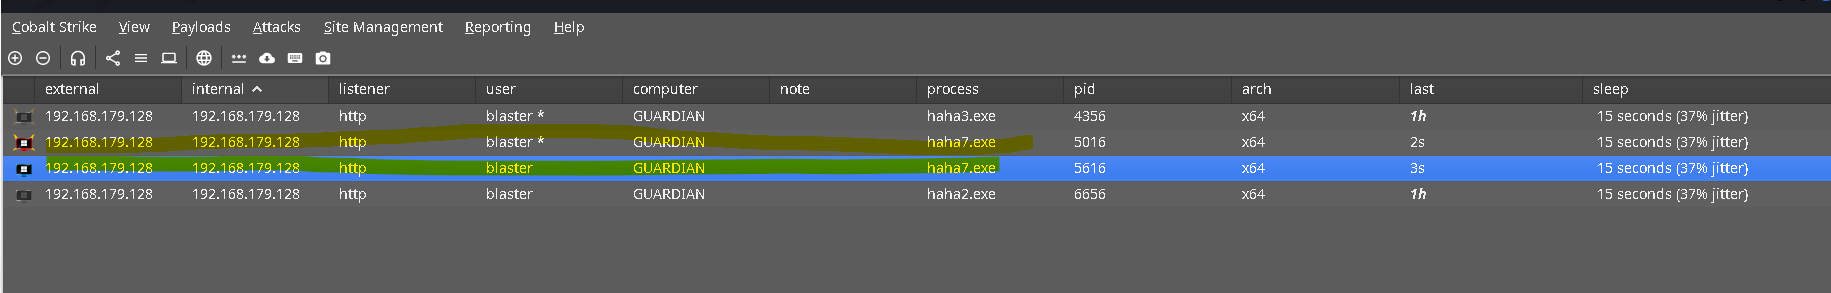 Cobalt Strike View Payloads Attacks Site Management Reporting Help
external internal listener user computer note process pid arch last sleep
192.168.179.128 192.168.179.128 http blaster * GUARDIAN haha3.exe 4356 x64 1h 15 seconds (37% jitter)
192.168.179.128 192.168.179.128 http blaster * GUARDIAN haha7.exe 5016 x64 2s 15 seconds (37% jitter)
192.168.179.128 192.168.179.128 http blaster GUARDIAN haha7.exe 5616 x64 3s 15 seconds (37% jitter)
192.168.179.128 192.168.179.128 http blaster GUARDIAN haha2.exe 6656 x64 1h 15 seconds (37% jitter)